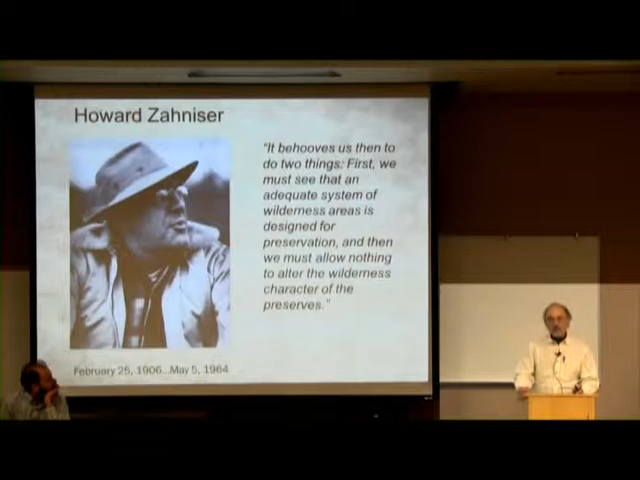 Howard Zahniser
"It behooves us then to
do two things: First, we
must see that an
adequate system of
wilderness areas is
designed for
preservation, and then
we must allow nothing
to alter the wilderness
character of the
preserves."
February 25, 1906...May 5, 1964